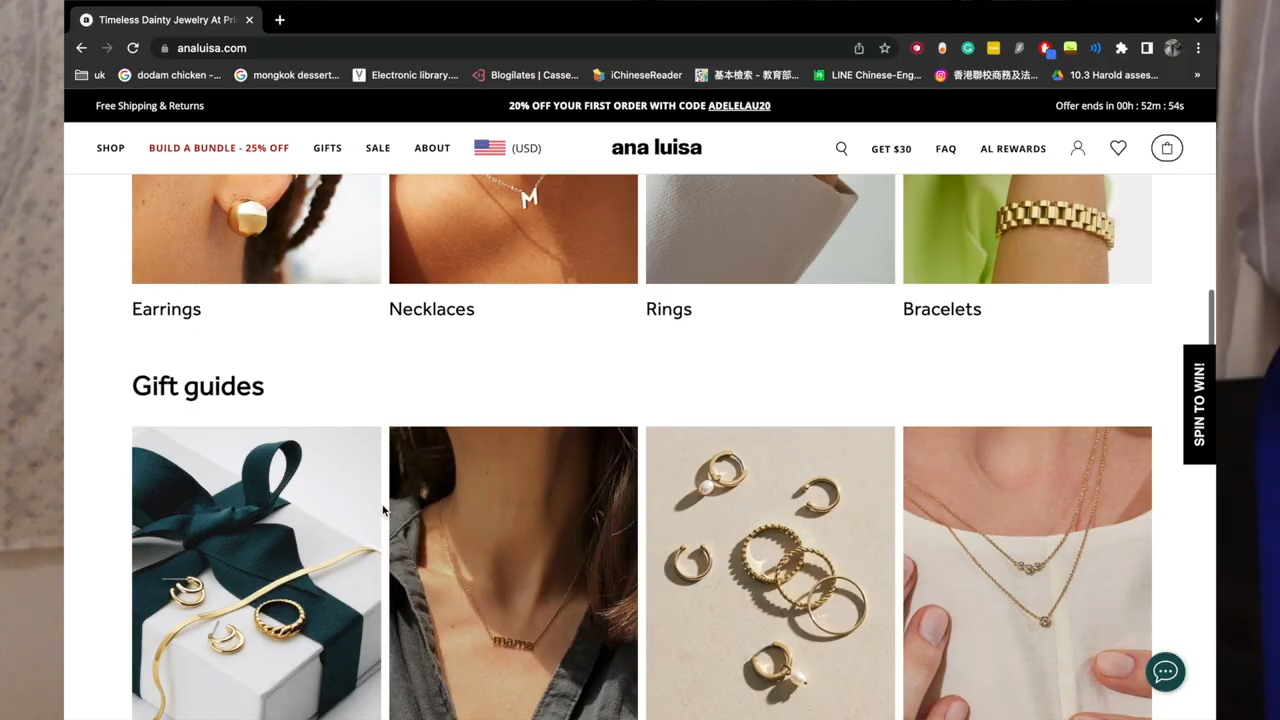 Timeless Dainty Jewelry At Pri
analuisa.com
uk
dodam chicken -...
mongkok dessert...
Electronic library....
Blogilates | Casse...
iChineseReader
基本檢索 - 教育部...
LINE Chinese-Eng...
香港聯校商務及法...
10.3 Harold asses...
»
Free Shipping & Returns
20% OFF YOUR FIRST ORDER WITH CODE ADELELAU20
Offer ends in 00h : 52m : 54s
SHOP
BUILD A BUNDLE - 25% OFF
GIFTS
SALE
ABOUT
(USD)
ana luisa
GET $30
FAQ
AL REWARDS
M
Earrings
Necklaces
Rings
Bracelets
SPIN TO WIN!
Gift guides
mama